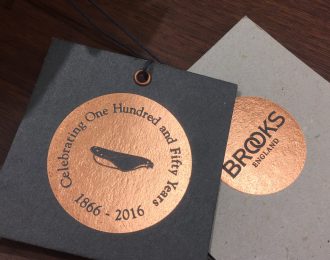 Celebrating One Hundred and Fifty Years
1866 - 2016
BROOKS
ENGLAND